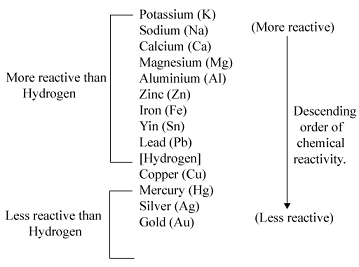 Potassium (K)
Sodium (Na)
Calcium (Ca)
Magnesium (Mg)
Aluminium (Al)
Zinc (Zn)
Iron (Fe)
Yin (Sn)
Lead (Pb)
[Hydrogen]
Copper (Cu)
Mercury (Hg)
Silver (Ag)
Gold (Au)
More reactive than
Hydrogen
Less reactive than
Hydrogen
(More reactive)
Descending
order of
chemical
reactivity.
(Less reactive)